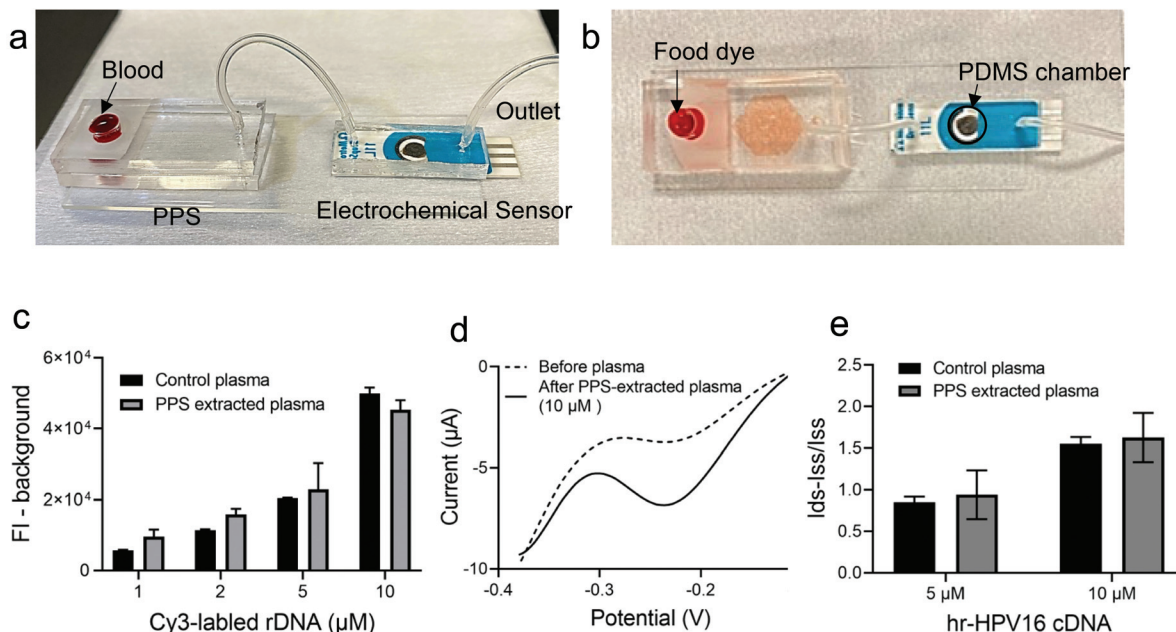 a
Blood
Outlet
PPS
Electrochemical Sensor
b
Food dye
PDMS chamber
c
6×10⁴
4×10⁴
2×10⁴
0
FI - background
Control plasma
PPS extracted plasma
1 2 5 10
Cy3-labled rDNA (µM)
d
0
-5
-10
Current (µA)
Before plasma
After PPS-extracted plasma
(10 µM )
-0.4 -0.3 -0.2
Potential (V)
e
2.5
2.0
1.5
1.0
0.5
0.0
Ids-Iss/Iss
Control plasma
PPS extracted plasma
5 µM 10 µM
hr-HPV16 cDNA